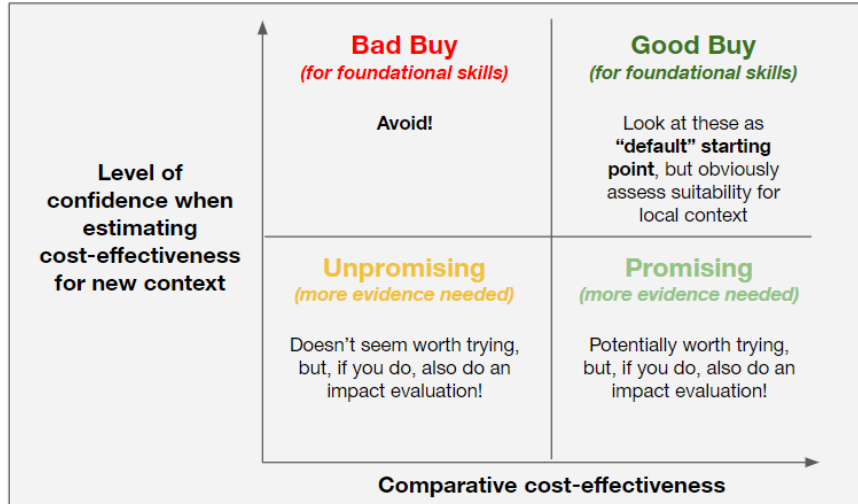 Bad Buy
(for foundational skills)
Avoid!
Good Buy
(for foundational skills)
Look at these as
“default” starting
point, but obviously
assess suitability for
local context
Level of
confidence when
estimating
cost-effectiveness
for new context
Unpromising
(more evidence needed)
Doesn’t seem worth trying,
but, if you do, also do an
impact evaluation!
Promising
(more evidence needed)
Potentially worth trying,
but, if you do, also do an
impact evaluation!
Comparative cost-effectiveness